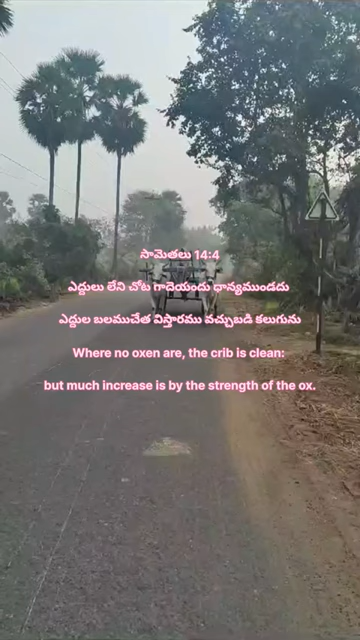 సామెతలు 14:4
ఎద్దులు లేని చోట గాదెయందు ధాన్యముండదు
ఎద్దుల బలముచేత విస్తారము వచ్చుబడి కలుగును
Where no oxen are, the crib is clean:
but much increase is by the strength of the ox.